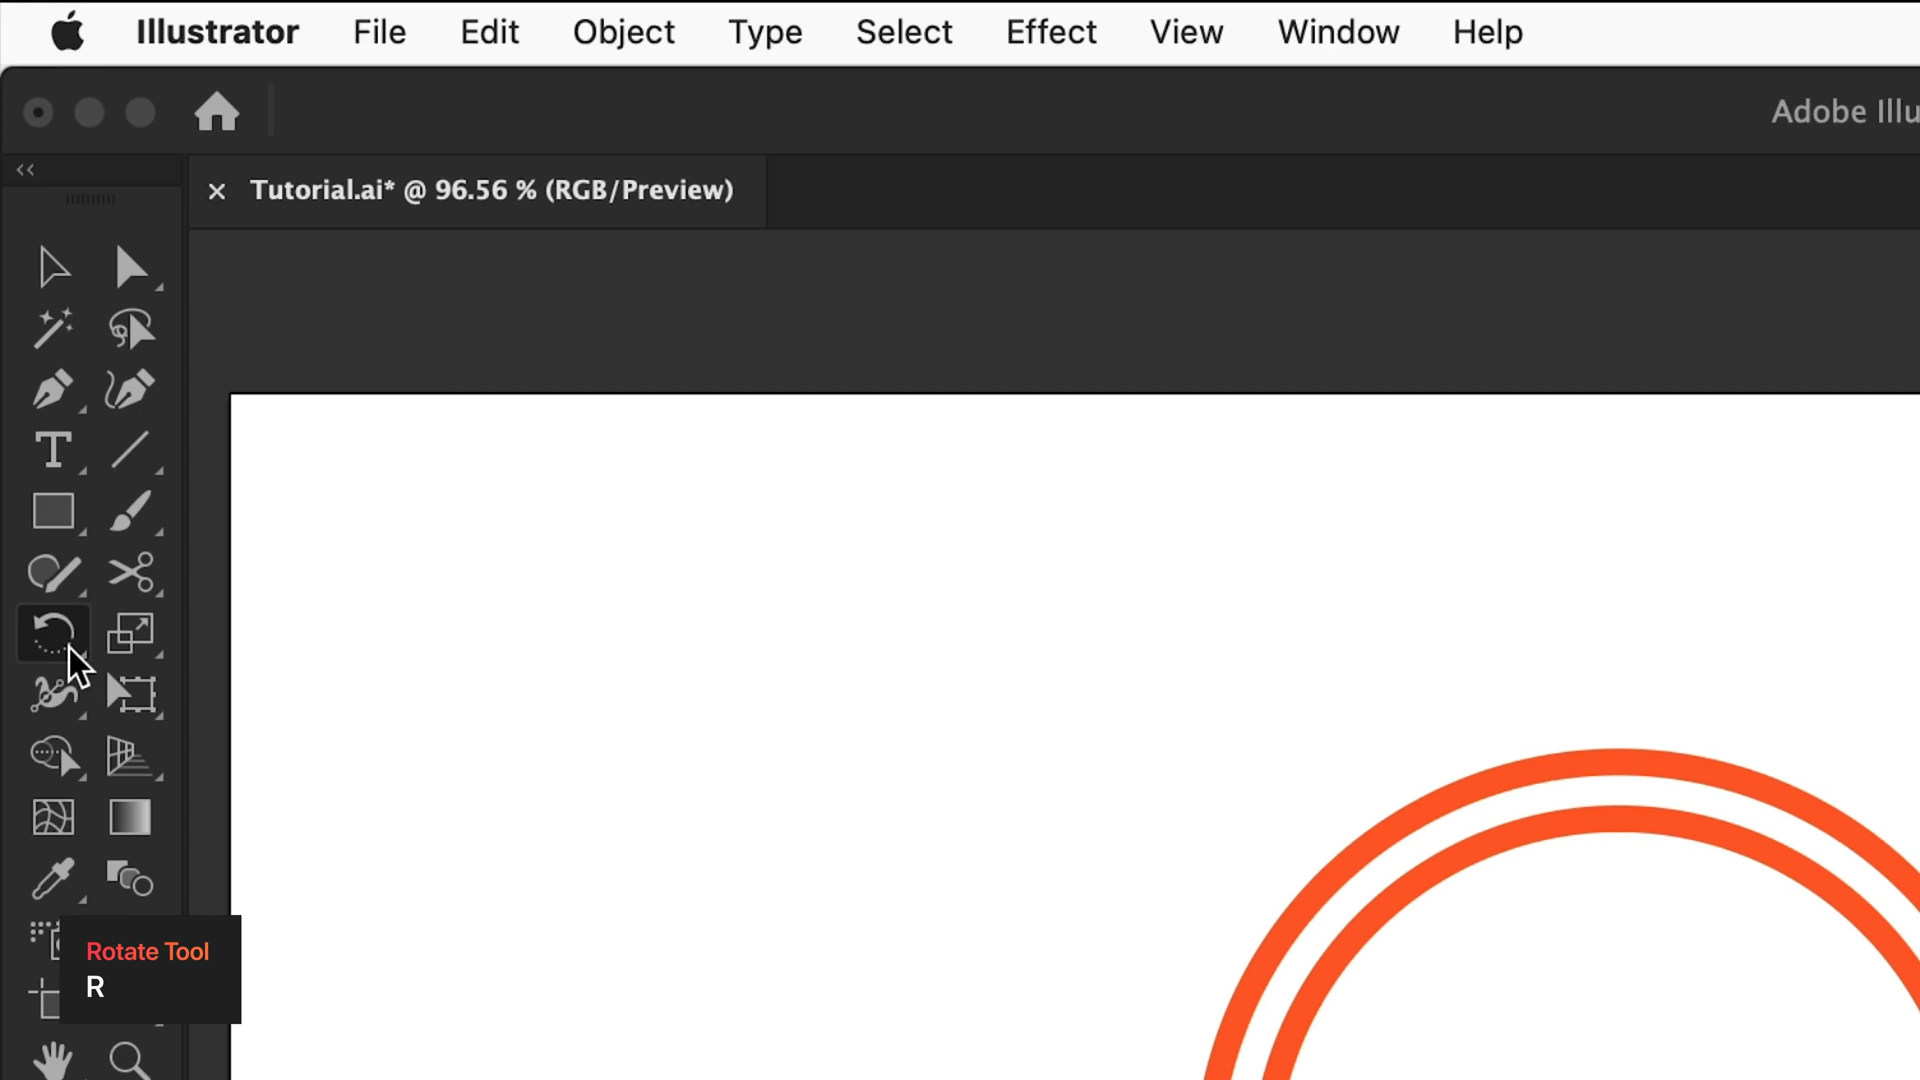 Illustrator File Edit Object Type Select Effect View Window Help
Adobe Illu
Tutorial.ai* @ 96.56 % (RGB/Preview)
Rotate Tool
R